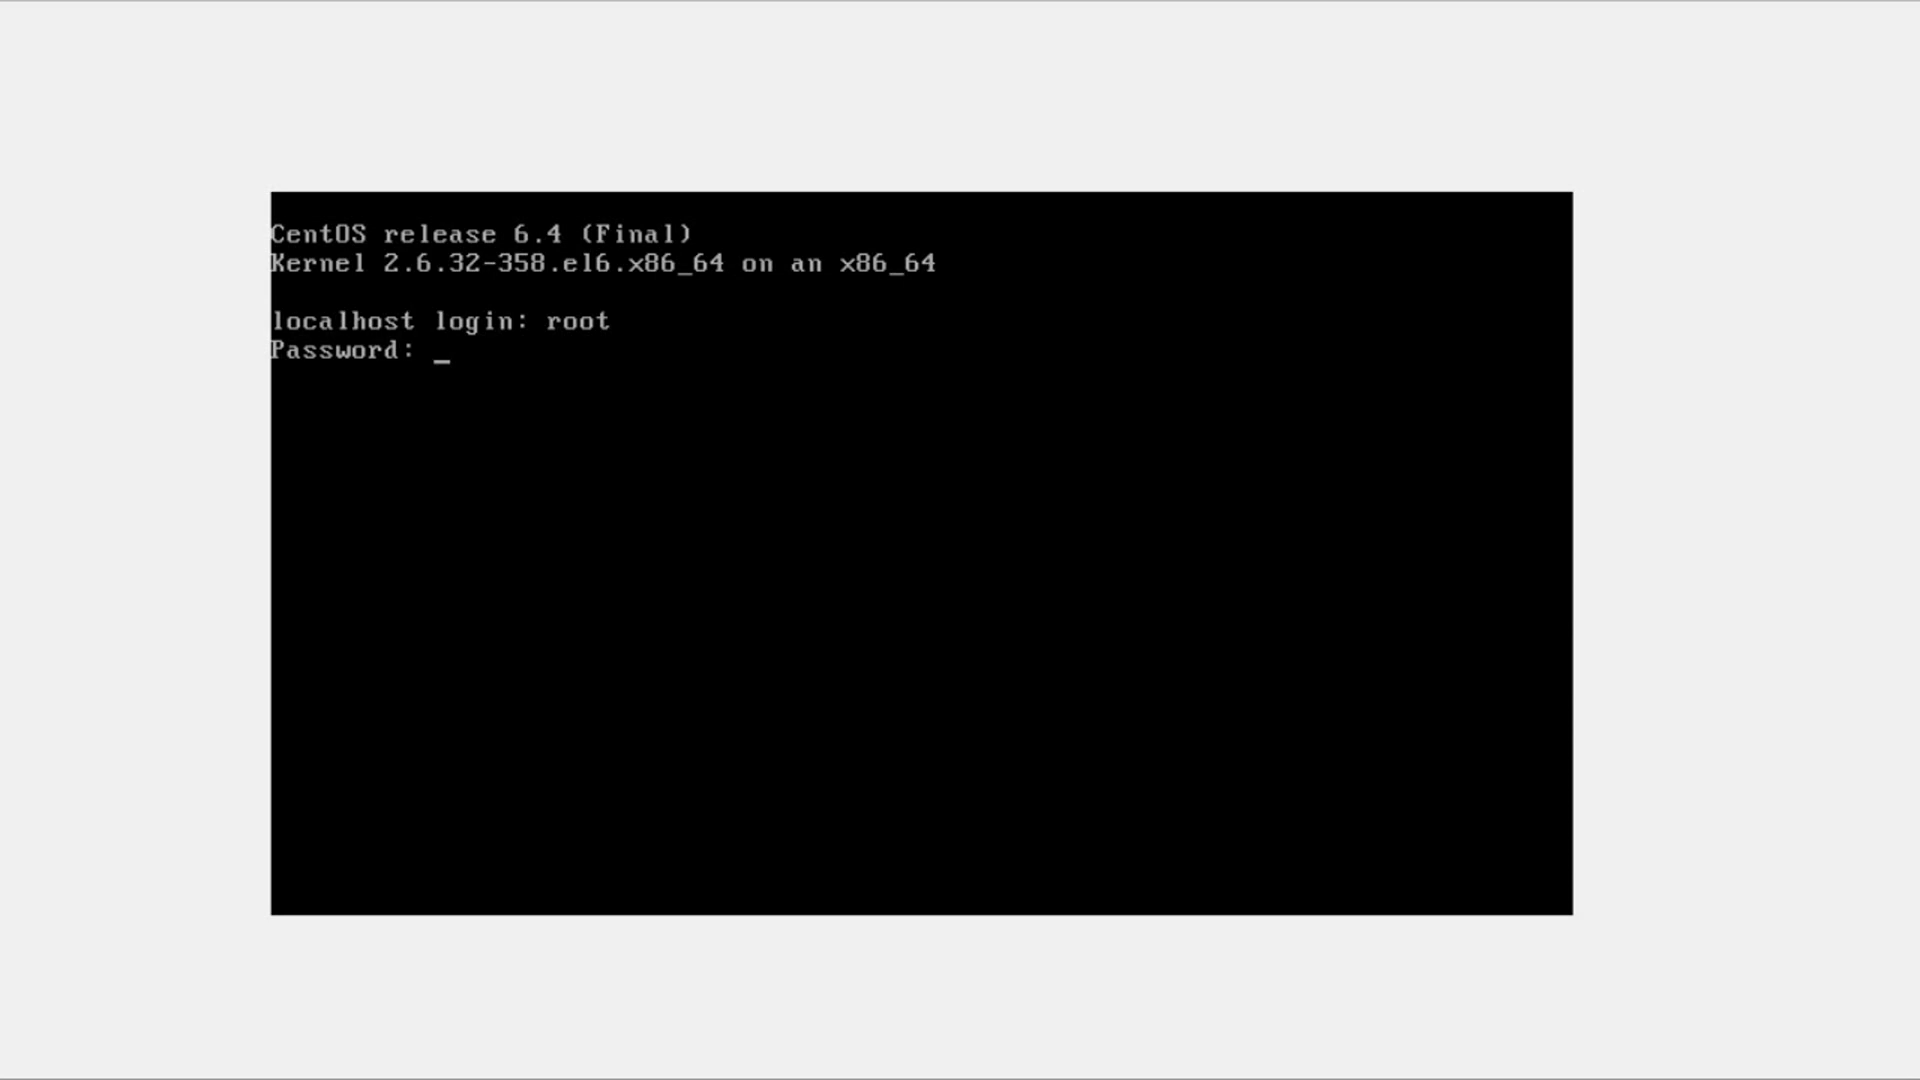 CentOS release 6.4 (Final)
Kernel 2.6.32-358.el6.x86_64 on an x86_64
localhost login: root
Password: _